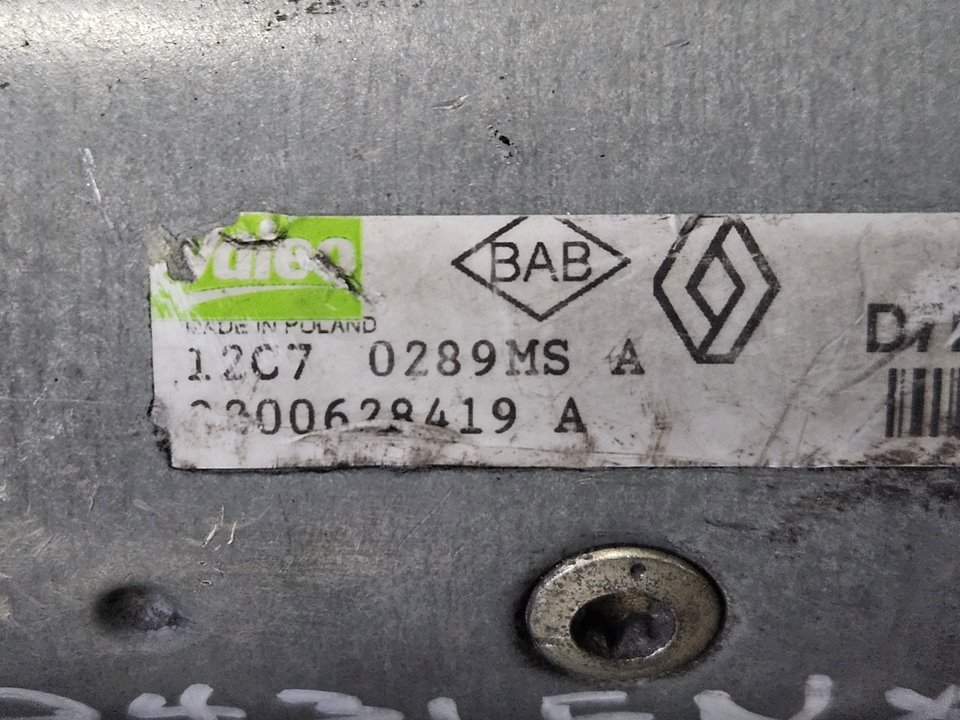 Valeo
BAB
MADE IN POLAND
12C7 0289MS A
8200628419 A